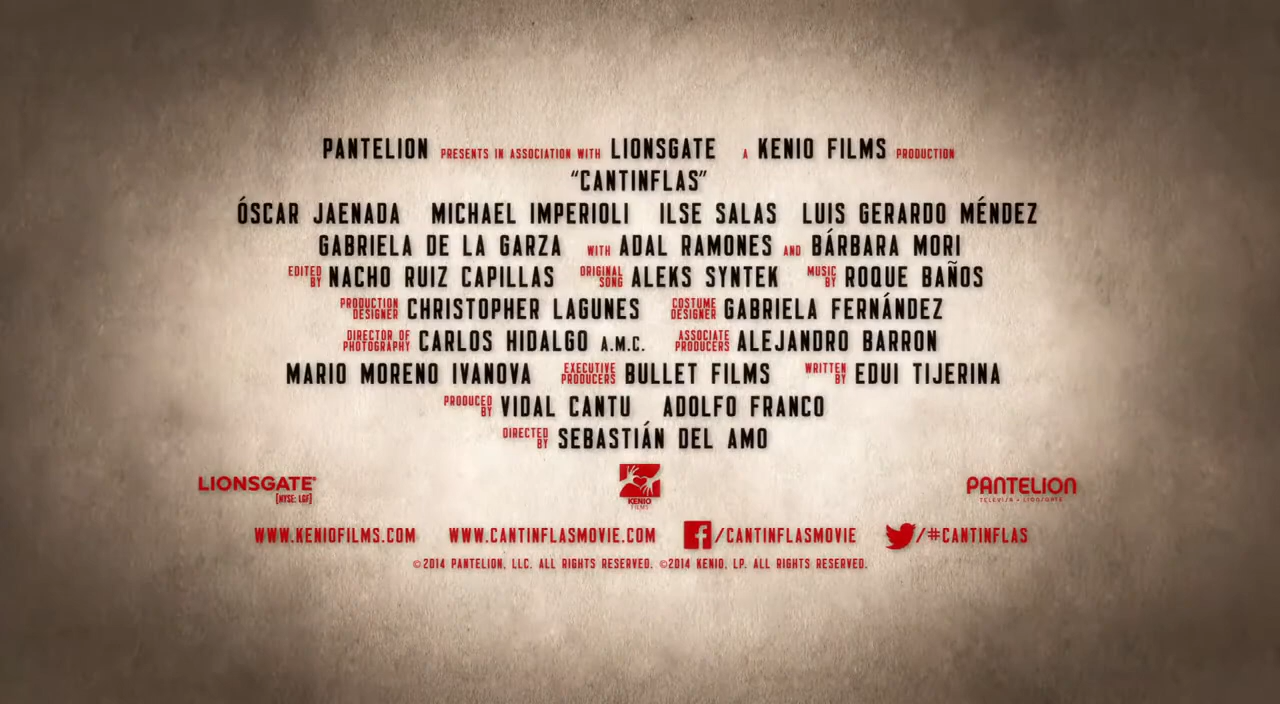 PANTELION PRESENTS IN ASSOCIATION WITH LIONSGATE A KENIO FILMS PRODUCTION
“CANTINFLAS”
ÓSCAR JAENADA MICHAEL IMPERIOLI ILSE SALAS LUIS GERARDO MÉNDEZ
GABRIELA DE LA GARZA WITH ADAL RAMONES AND BÁRBARA MORI
EDITED BY NACHO RUIZ CAPILLAS ORIGINAL SONG ALEKS SYNTEK MUSIC BY ROQUE BAÑOS
PRODUCTION DESIGNER CHRISTOPHER LAGUNES COSTUME DESIGNER GABRIELA FERNÁNDEZ
DIRECTOR OF PHOTOGRAPHY CARLOS HIDALGO A.M.C. ASSOCIATE PRODUCERS ALEJANDRO BARRON
MARIO MORENO IVANOVA EXECUTIVE PRODUCERS BULLET FILMS WRITTEN BY EDUI TIJERINA
PRODUCED BY VIDAL CANTU ADOLFO FRANCO
DIRECTED BY SEBASTIÁN DEL AMO
LIONSGATE®
[NYSE: LGF]
KENIO
FILMS
PANTELION
TELEVISA • LIONSGATE
WWW.KENIOFILMS.COM WWW.CANTINFLASMOVIE.COM f/CANTINFLASMOVIE /#CANTINFLAS
©2014 PANTELION, LLC. ALL RIGHTS RESERVED. ©2014 KENIO, LP. ALL RIGHTS RESERVED.